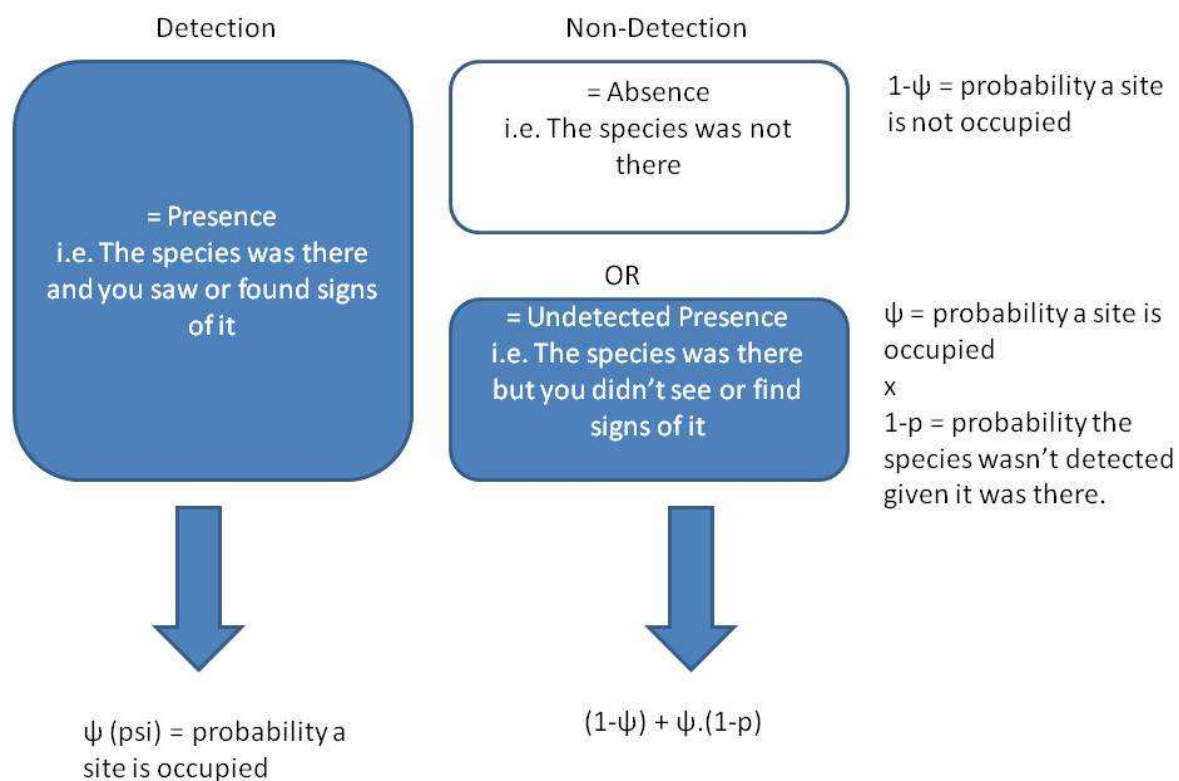 Detection
= Presence
i.e. The species was there
and you saw or found signs
of it
ψ (psi) = probability a
site is occupied
Non-Detection
= Absence
i.e. The species was not
there
OR
= Undetected Presence
i.e. The species was there
but you didn't see or find
signs of it
(1-ψ) + ψ.(1-p)
1-ψ = probability a site
is not occupied
ψ = probability a site is
occupied
x
1-p = probability the
species wasn't detected
given it was there.